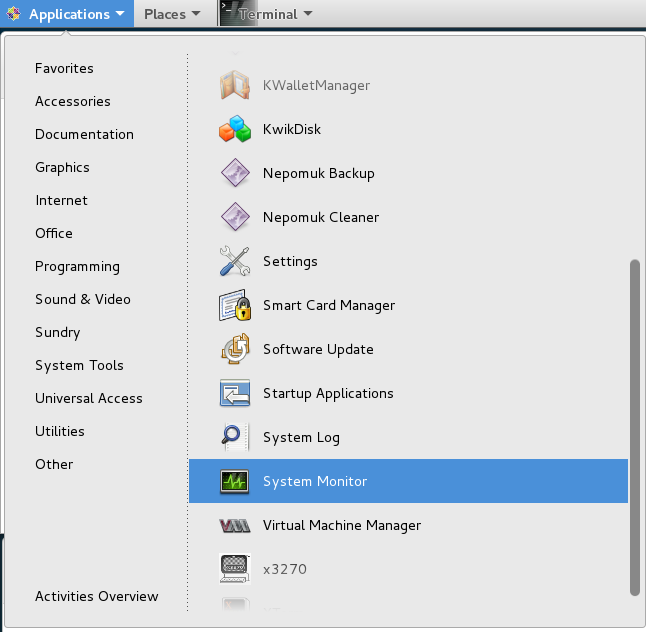 Applications
Places
Terminal
Favorites
Accessories
Documentation
Graphics
Internet
Office
Programming
Sound & Video
Sundry
System Tools
Universal Access
Utilities
Other
Activities Overview
KWalletManager
KwikDisk
Nepomuk Backup
Nepomuk Cleaner
Settings
Smart Card Manager
Software Update
Startup Applications
System Log
System Monitor
Virtual Machine Manager
x3270